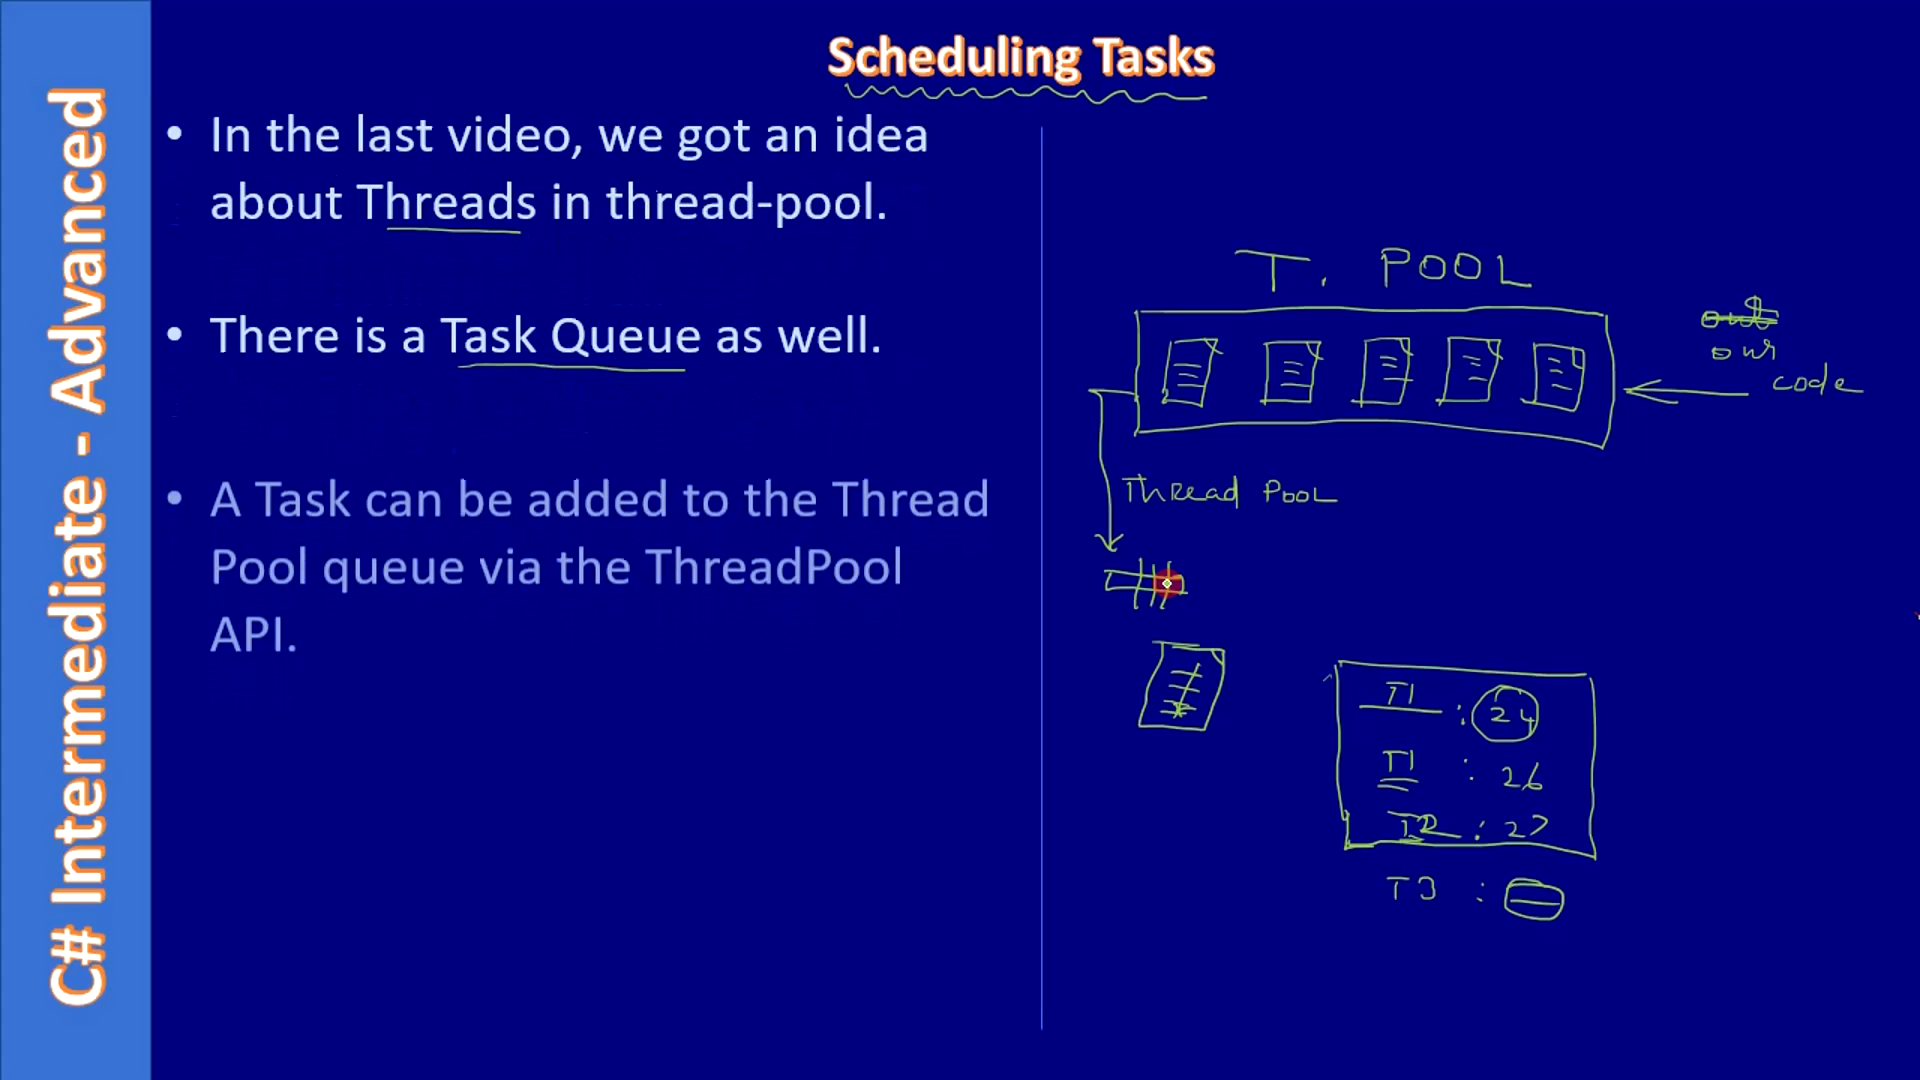 C# Intermediate - Advanced
Scheduling Tasks
• In the last video, we got an idea
about Threads in thread-pool.
• There is a Task Queue as well.
• A Task can be added to the Thread
Pool queue via the ThreadPool
API.
T. POOL
our
code
Thread Pool
T1 : 24
T1 : 26
T2 : 27
T3 :